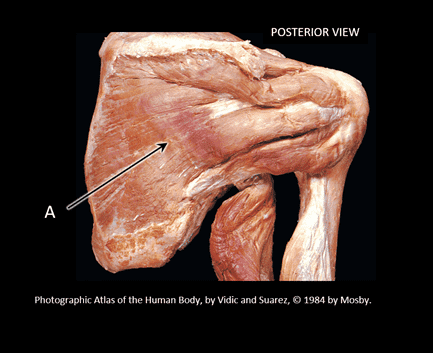 POSTERIOR VIEW
A
Photographic Atlas of the Human Body, by Vidic and Suarez, © 1984 by Mosby.